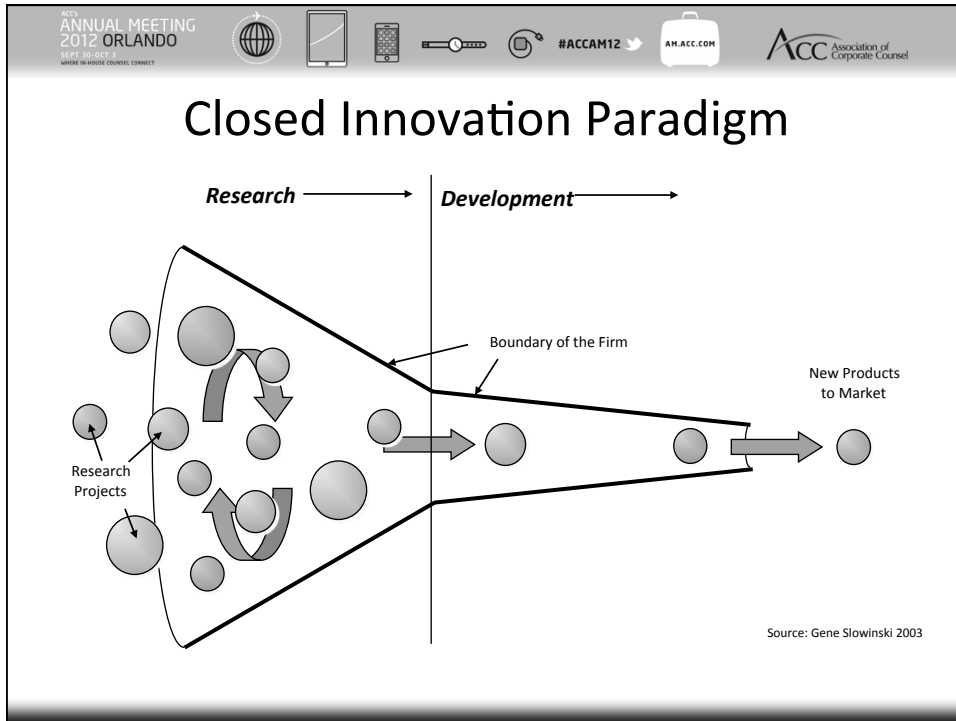 ACC's
ANNUAL MEETING
2012 ORLANDO
SEPT 30-OCT 3
WHERE IN-HOUSE COUNSEL CONNECT
#ACCAM12
AM.ACC.COM
ACC Association of
Corporate Counsel
Closed Innovation Paradigm
Research
Development
Boundary of the Firm
New Products
to Market
Research
Projects
Source: Gene Slowinski 2003